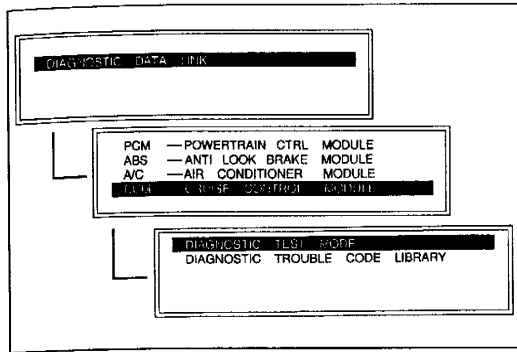 DIAGNOSTIC DATA LINK
PCM —POWERTRAIN CTRL MODULE
ABS —ANTI LOOK BRAKE MODULE
A/C —AIR CONDITIONER MODULE
CCM CRUISE CONTROL MODULE
DIAGNOSTIC TEST MODE
DIAGNOSTIC TROUBLE CODE LIBRARY